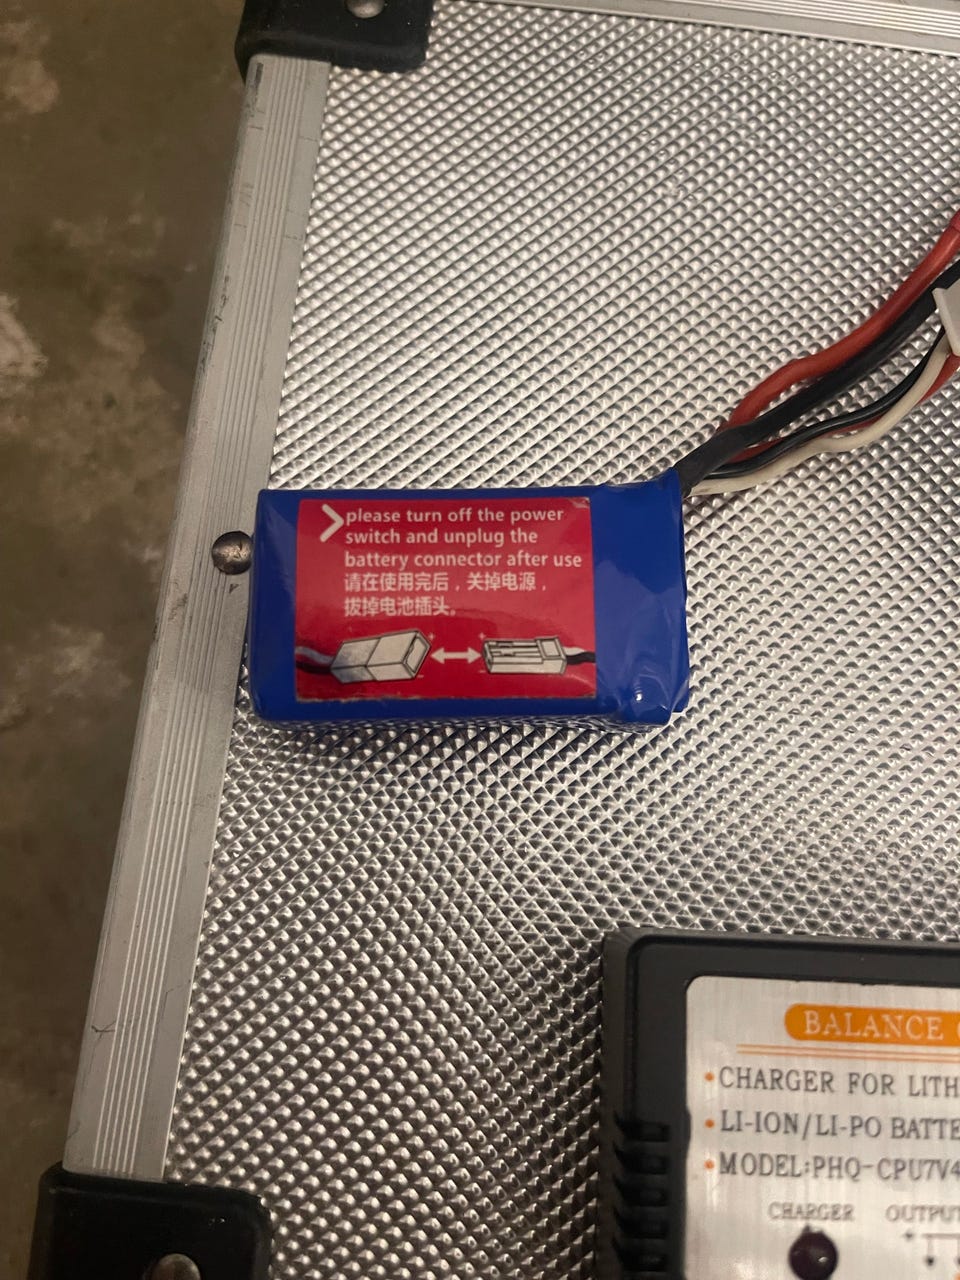 please turn off the power
switch and unplug the
battery connector after use
请在使用完后，关掉电源，
拔掉电池插头。
BALANCE
•CHARGER FOR LITH
•LI-ION/LI-PO BATTE
•MODEL:PHQ-CPU7V4
CHARGER OUTPUT